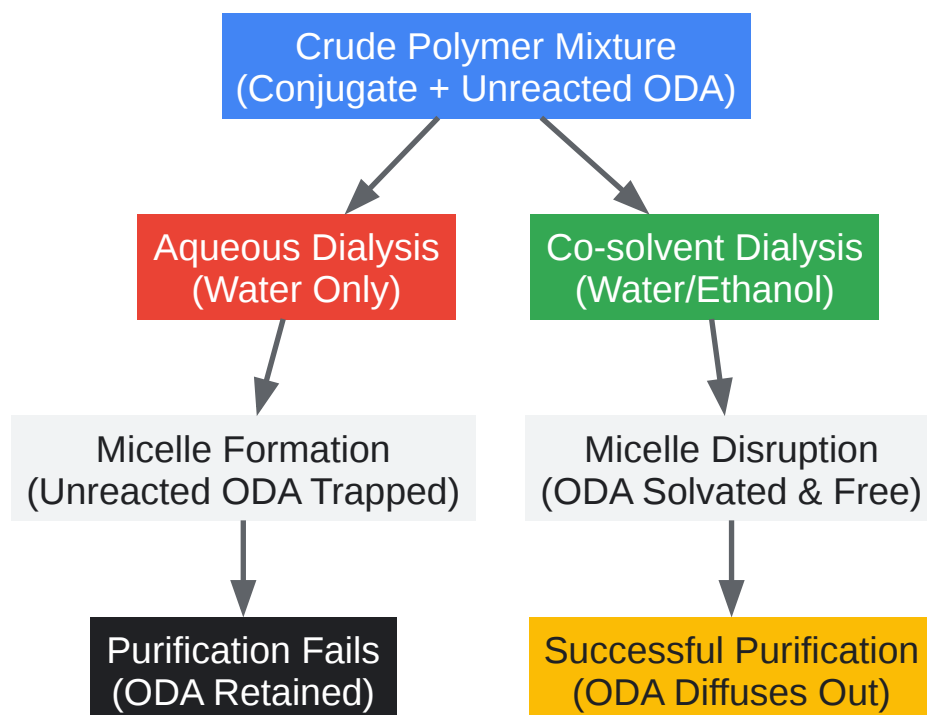 Crude Polymer Mixture
(Conjugate + Unreacted ODA)
Aqueous Dialysis
(Water Only)
Co-solvent Dialysis
(Water/Ethanol)
Micelle Formation
(Unreacted ODA Trapped)
Micelle Disruption
(ODA Solvated & Free)
Purification Fails
(ODA Retained)
Successful Purification
(ODA Diffuses Out)